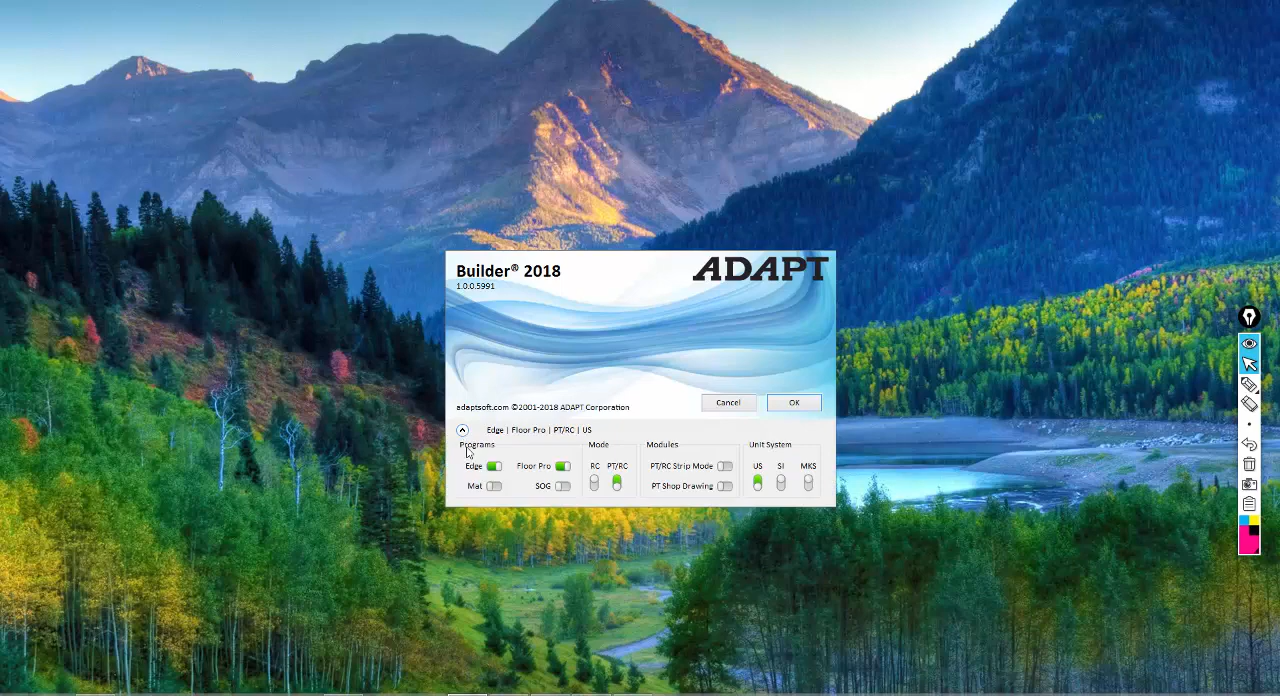 Builder® 2018
ADAPT
1.0.0.5991
adaptsoft.com ©2001-2018 ADAPT Corporation
Cancel
OK
Edge | Floor Pro | PT/RC | US
Programs
Mode
Modules
Unit System
Edge
Floor Pro
RC
PT/RC
PT/RC Strip Mode
US
SI
MKS
Mat
SOG
PT Shop Drawing